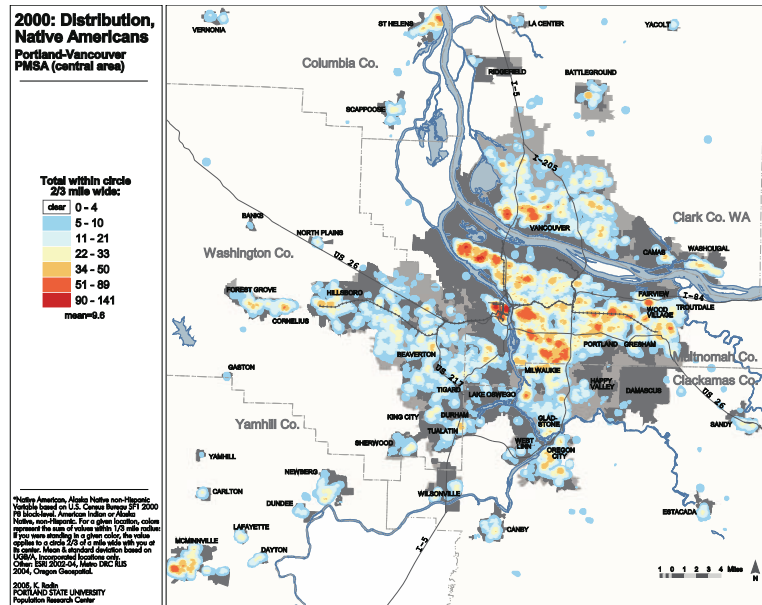 2000: Distribution,
Native Americans
Portland-Vancouver
PMSA (central area)
Total within circle
2/3 mile wide:
clear 0 - 4
5 - 10
11 - 21
22 - 33
34 - 50
51 - 89
90 - 141
mean=9.6
*Native American, Alaska Native non-Hispanic
Variable based on U.S. Census Bureau SF1 2000
P8 block-level. American Indian or Alaska
Native, non-Hispanic. For a given location, colors
represent the sum of values within 1/3 mile radius:
if you were standing in a given color, the value
applies to a circle 2/3 of a mile wide with you at
its center. Mean & standard deviation based on
UGB/A, incorporated locations only.
Other: ESRI 2002-04, Metro DRC RLIS
2004, Oregon Geospatial.
2005, K. Radin
PORTLAND STATE UNIVERSITY
Population Research Center
VERNONIA
ST HELENS
LA CENTER
YACOLT
Columbia Co.
RIDGEFIELD
BATTLEGROUND
I-5
SCAPPOOSE
I-205
Clark Co. WA
BANKS
NORTH PLAINS
VANCOUVER
Washington Co.
US 26
CAMAS
WASHOUGAL
FOREST GROVE
HILLSBORO
CORNELIUS
FAIRVIEW
I-84
WOOD
VILLAGE
TROUTDALE
PORTLAND
GRESHAM
BEAVERTON
Multnomah Co.
GASTON
MILWAUKIE
US 217
TIGARD
LAKE OSWEGO
HAPPY
VALLEY
DAMASCUS
Clackamas Co.
US 26
KING CITY
DURHAM
TUALATIN
GLAD-
STONE
SANDY
Yamhill Co.
SHERWOOD
WEST
LINN
OREGON
CITY
YAMHILL
NEWBERG
CARLTON
WILSONVILLE
DUNDEE
ESTACADA
LAFAYETTE
CANBY
MCMINNVILLE
DAYTON
I-5
1 0 1 2 3 4 Miles
N